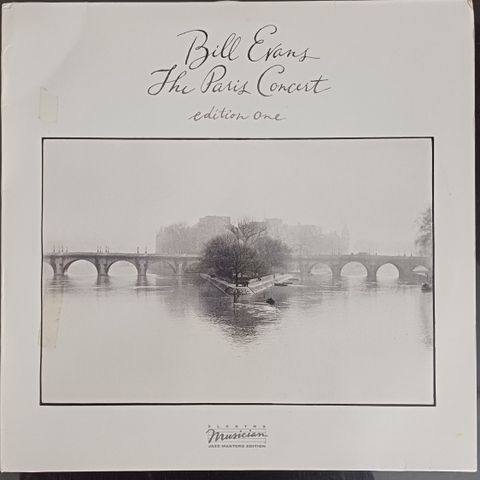 Bill Evans
The Paris Concert
edition one
ELEKTRA
Musician
JAZZ MASTERS EDITION